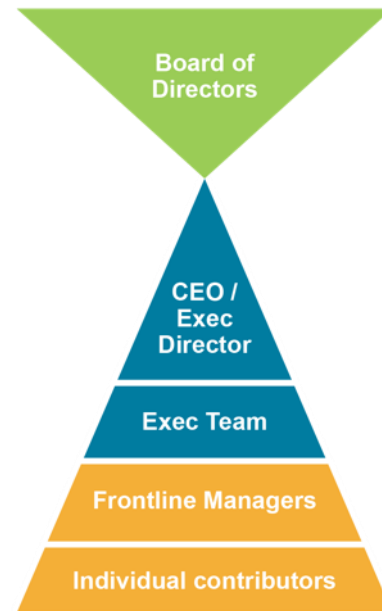 Board of
Directors
CEO /
Exec
Director
Exec Team
Frontline Managers
Individual contributors